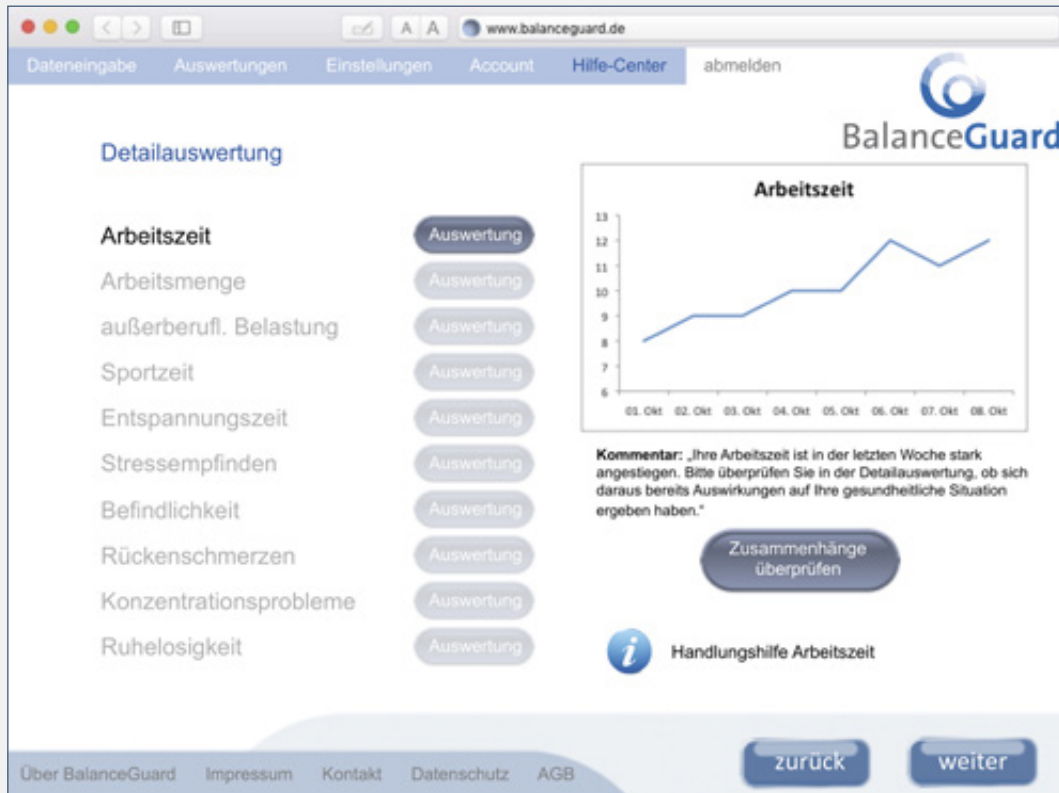 A A www.balanceguard.de
Dateneingabe Auswertungen Einstellungen Account Hilfe-Center abmelden
BalanceGuard
Detailauswertung
Arbeitszeit Auswertung
Arbeitsmenge Auswertung
außerberufl. Belastung Auswertung
Sportzeit Auswertung
Entspannungszeit Auswertung
Stressempfinden Auswertung
Befindlichkeit Auswertung
Rückenschmerzen Auswertung
Konzentrationsprobleme Auswertung
Ruhelosigkeit Auswertung
Arbeitszeit
13
12
11
10
9
8
7
6
01. Okt 02. Okt 03. Okt 04. Okt 05. Okt 06. Okt 07. Okt 08. Okt
Kommentar: „Ihre Arbeitszeit ist in der letzten Woche stark
angestiegen. Bitte überprüfen Sie in der Detailauswertung, ob sich
daraus bereits Auswirkungen auf Ihre gesundheitliche Situation
ergeben haben.“
Zusammenhänge
überprüfen
i Handlungshilfe Arbeitszeit
zurück weiter
Über BalanceGuard Impressum Kontakt Datenschutz AGB